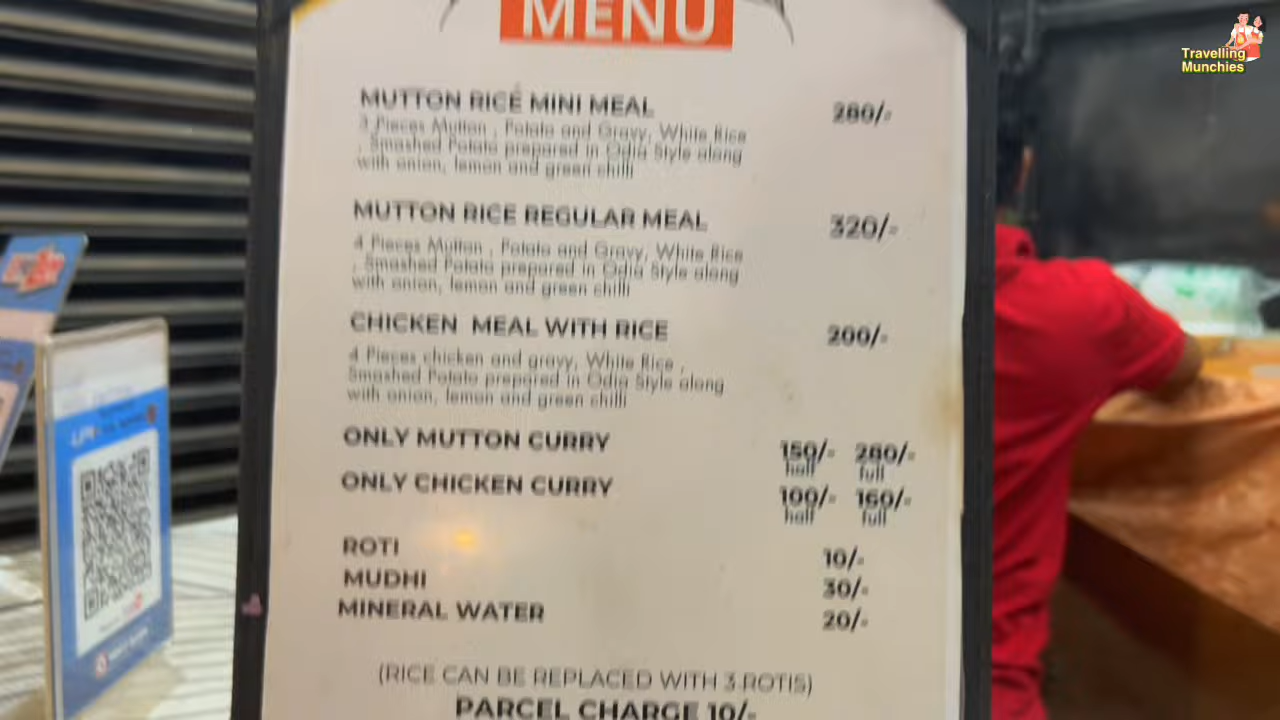 MENU
Travelling
Munchies
MUTTON RICE MINI MEAL 280/-
3 Pieces Mutton , Potato and Gravy, White Rice
, Smashed Potato prepared in Odia Style along
with onion, lemon and green chilli
MUTTON RICE REGULAR MEAL 320/-
4 Pieces Mutton , Potato and Gravy, White Rice
, Smashed Potato prepared in Odia Style along
with onion, lemon and green chilli
CHICKEN MEAL WITH RICE 200/-
4 Pieces chicken and gravy, White Rice ,
Smashed Potato prepared in Odia Style along
with onion, lemon and green chilli
ONLY MUTTON CURRY 150/- 280/-
half full
ONLY CHICKEN CURRY 100/- 160/-
half full
ROTI 10/-
MUDHI 30/-
MINERAL WATER 20/-
(RICE CAN BE REPLACED WITH 3 ROTIS)
PARCEL CHARGE 10/-